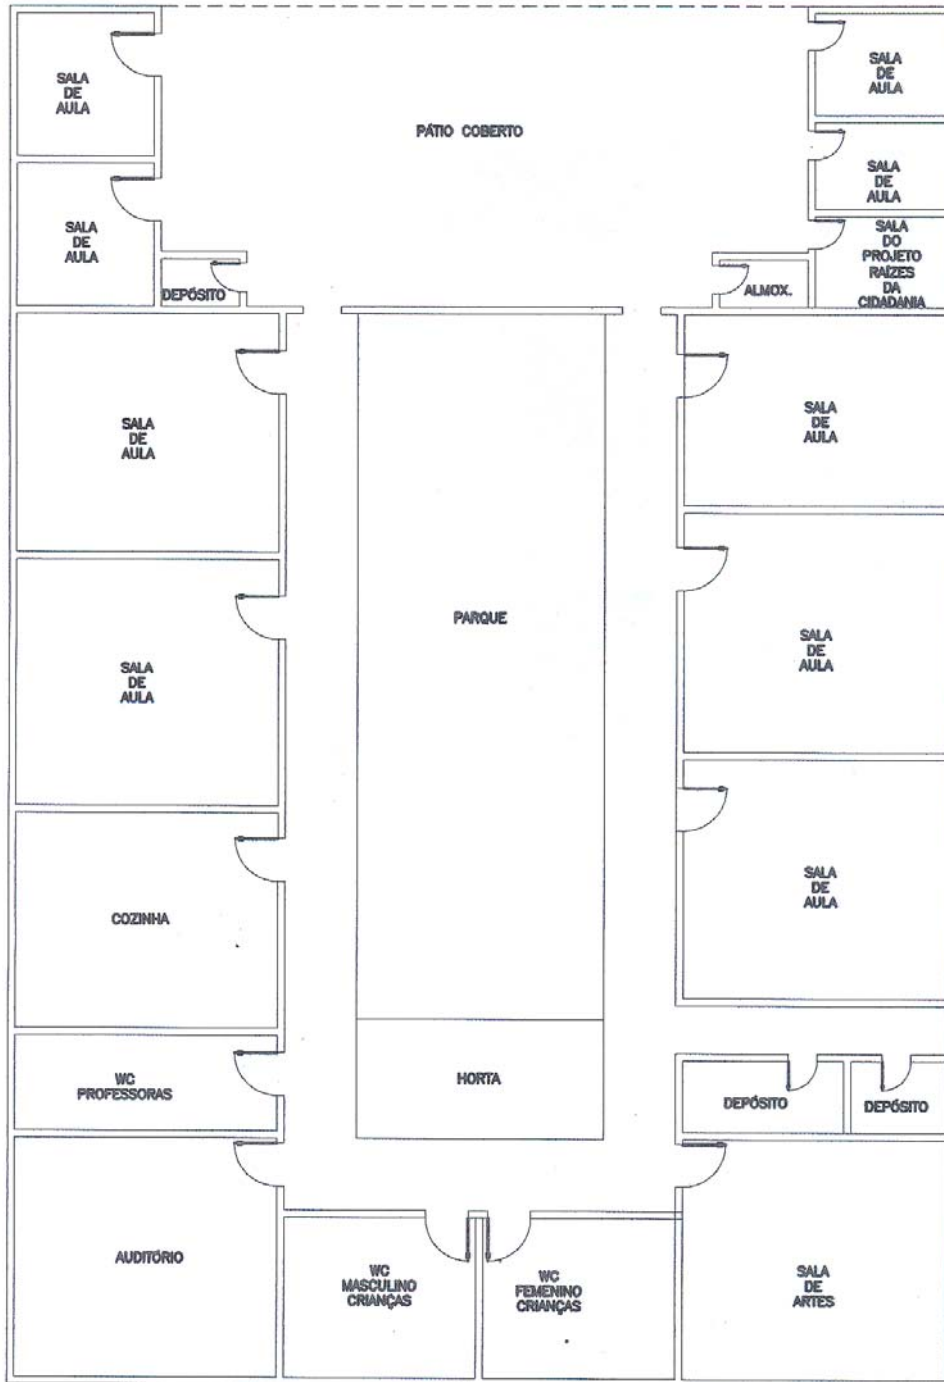 SALA
DE
AULA
PÁTIO COBERTO
SALA
DE
AULA
SALA
DE
AULA
SALA
DE
AULA
SALA
DO
PROJETO
RAÍZES
DA
CIDADANIA
DEPÓSITO
ALMOX.
SALA
DE
AULA
SALA
DE
AULA
PARQUE
SALA
DE
AULA
SALA
DE
AULA
SALA
DE
AULA
COZINHA
WC
PROFESSORAS
HORTA
DEPÓSITO
DEPÓSITO
AUDITÓRIO
WC
MASCULINO
CRIANÇAS
WC
FEMENINO
CRIANÇAS
SALA
DE
ARTES